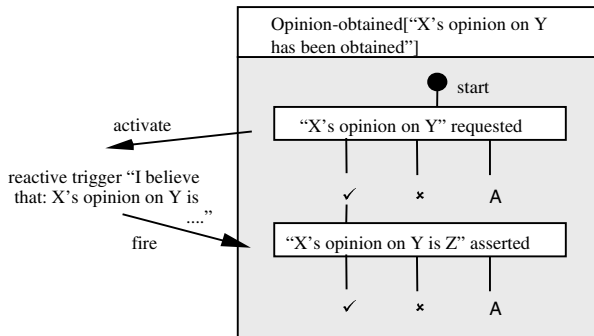 Opinion-obtained[“X’s opinion on Y
has been obtained”]
start
“X’s opinion on Y” requested
activate
reactive trigger “I believe
that: X’s opinion on Y is
....”
fire
✓ × A
“X’s opinion on Y is Z” asserted
✓ × A